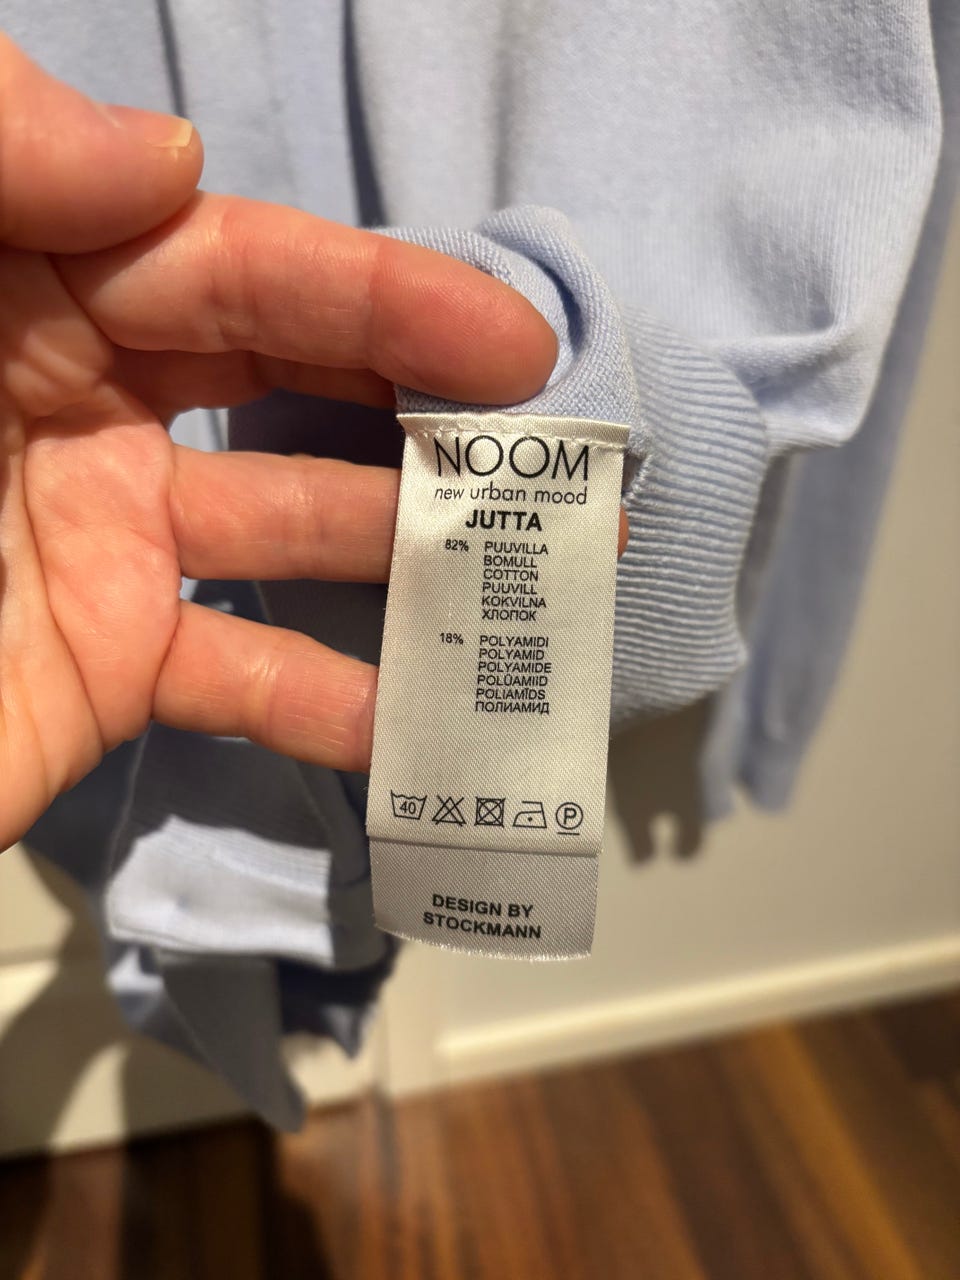 NOOM
new urban mood
JUTTA
82% PUUVILLA
BOMULL
COTTON
PUUVILL
KOKVILNA
ХЛОПОК
18% POLYAMIDI
POLYAMID
POLYAMIDE
POLÜAMIID
POLIAMĪDS
ПОЛИАМИД
40 P
DESIGN BY
STOCKMANN